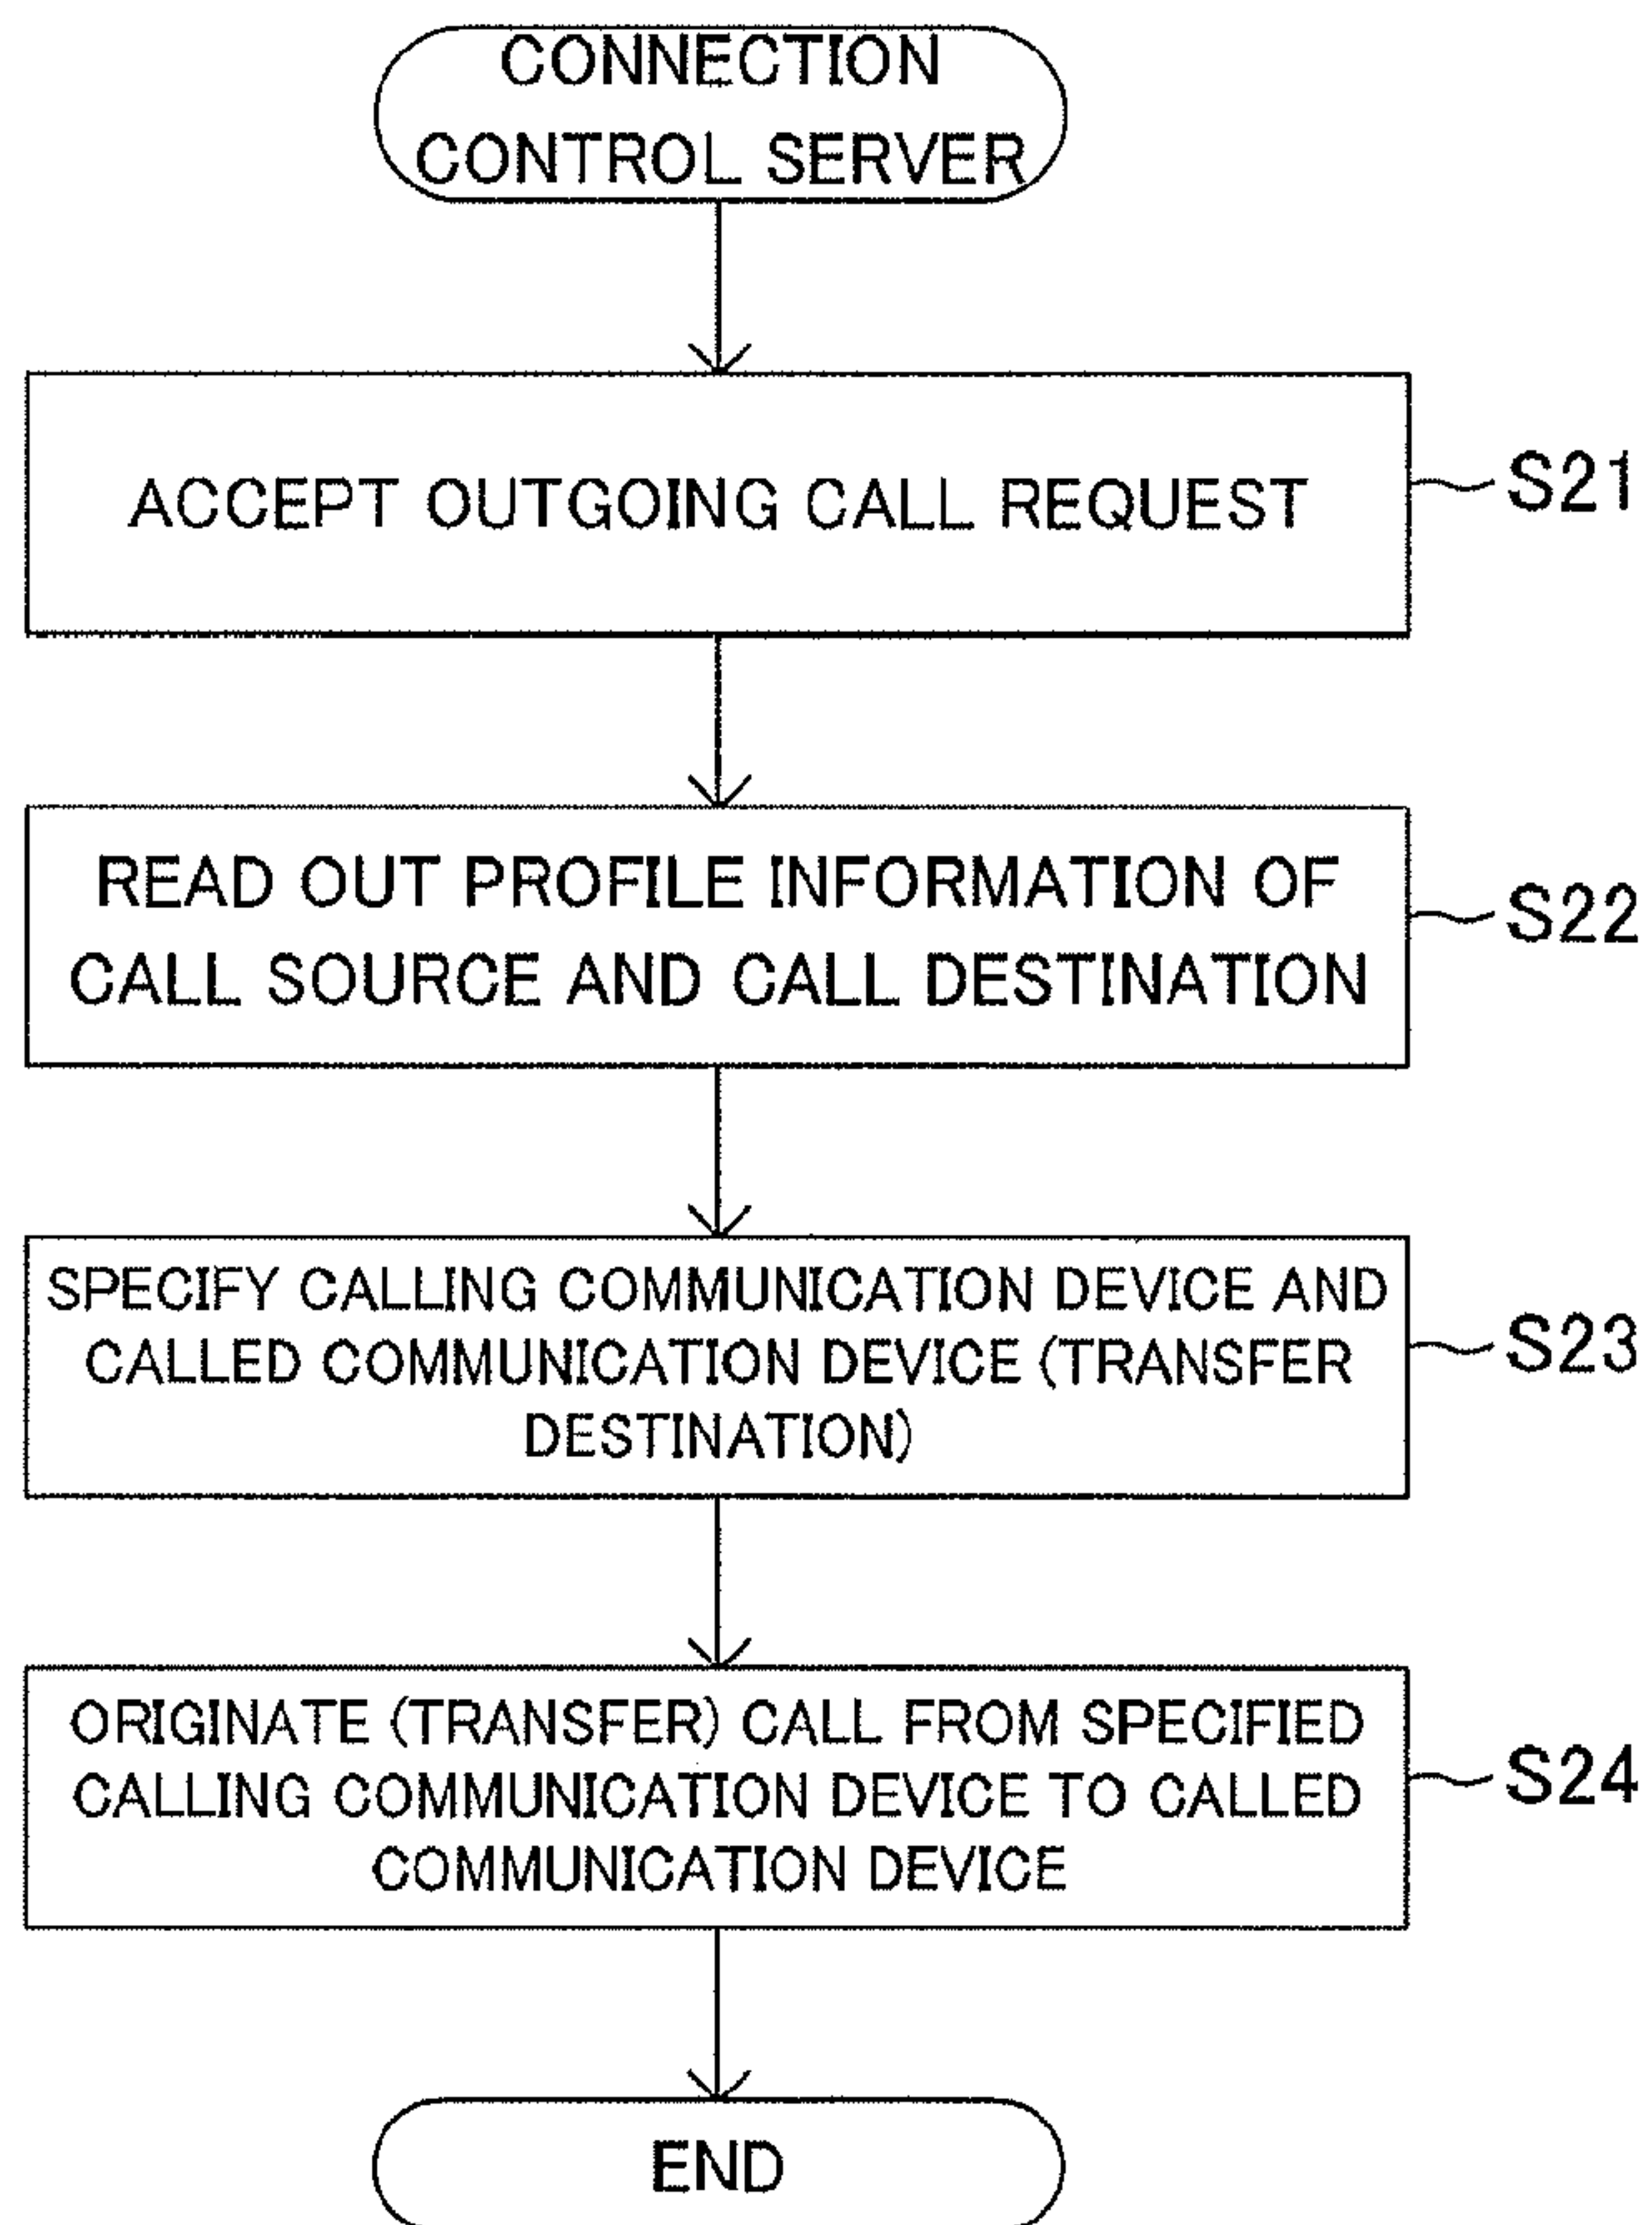 CONNECTION
CONTROL SERVER
ACCEPT OUTGOING CALL REQUEST
S21
READ OUT PROFILE INFORMATION OF
CALL SOURCE AND CALL DESTINATION
S22
SPECIFY CALLING COMMUNICATION DEVICE AND
CALLED COMMUNICATION DEVICE (TRANSFER
DESTINATION)
S23
ORIGINATE (TRANSFER) CALL FROM SPECIFIED
CALLING COMMUNICATION DEVICE TO CALLED
COMMUNICATION DEVICE
S24
END